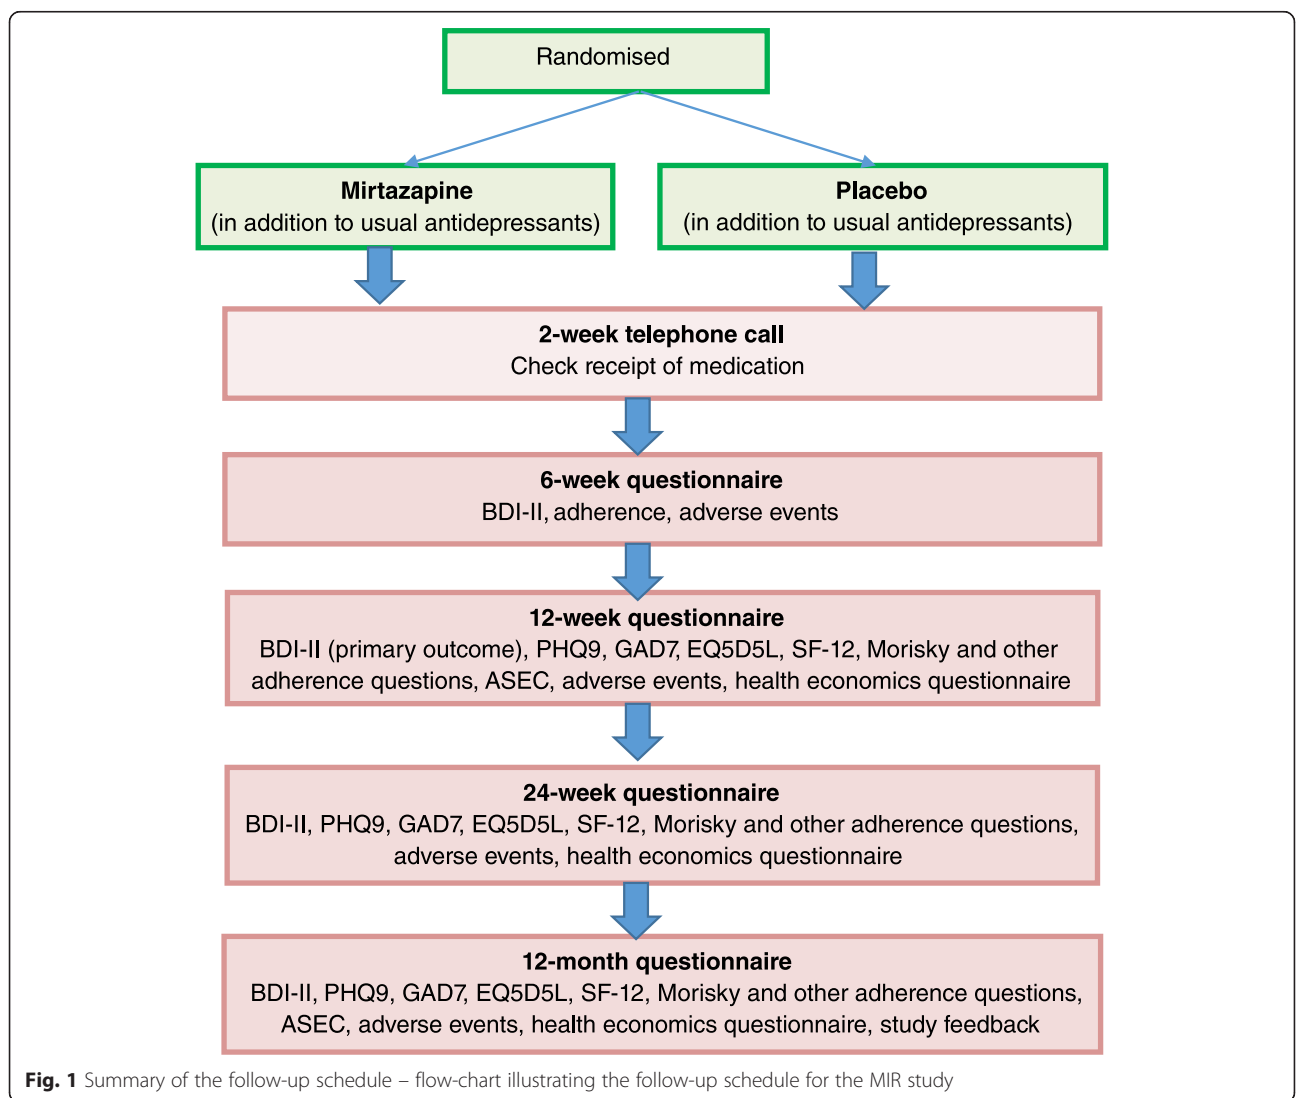 Randomised
Mirtazapine
(in addition to usual antidepressants)
Placebo
(in addition to usual antidepressants)
2-week telephone call
Check receipt of medication
6-week questionnaire
BDI-II, adherence, adverse events
12-week questionnaire
BDI-II (primary outcome), PHQ9, GAD7, EQ5D5L, SF-12, Morisky and other
adherence questions, ASEC, adverse events, health economics questionnaire
24-week questionnaire
BDI-II, PHQ9, GAD7, EQ5D5L, SF-12, Morisky and other adherence questions,
adverse events, health economics questionnaire
12-month questionnaire
BDI-II, PHQ9, GAD7, EQ5D5L, SF-12, Morisky and other adherence questions,
ASEC, adverse events, health economics questionnaire, study feedback
Fig. 1 Summary of the follow-up schedule – flow-chart illustrating the follow-up schedule for the MIR study